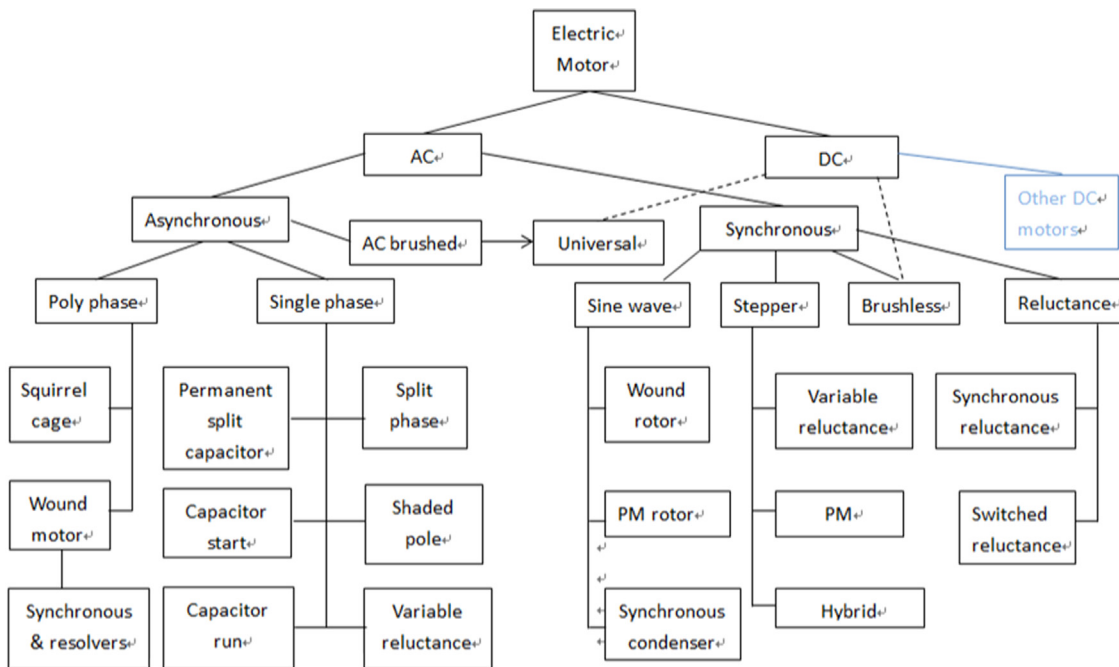 Electric
Motor
AC
DC
Other DC
motors
Asynchronous
AC brushed
Universal
Synchronous
Poly phase
Single phase
Sine wave
Stepper
Brushless
Reluctance
Squirrel
cage
Permanent
split
capacitor
Split
phase
Wound
rotor
Variable
reluctance
Synchronous
reluctance
Wound
motor
Capacitor
start
Shaded
pole
PM rotor
PM
Switched
reluctance
Synchronous
& resolvers
Capacitor
run
Variable
reluctance
Synchronous
condenser
Hybrid